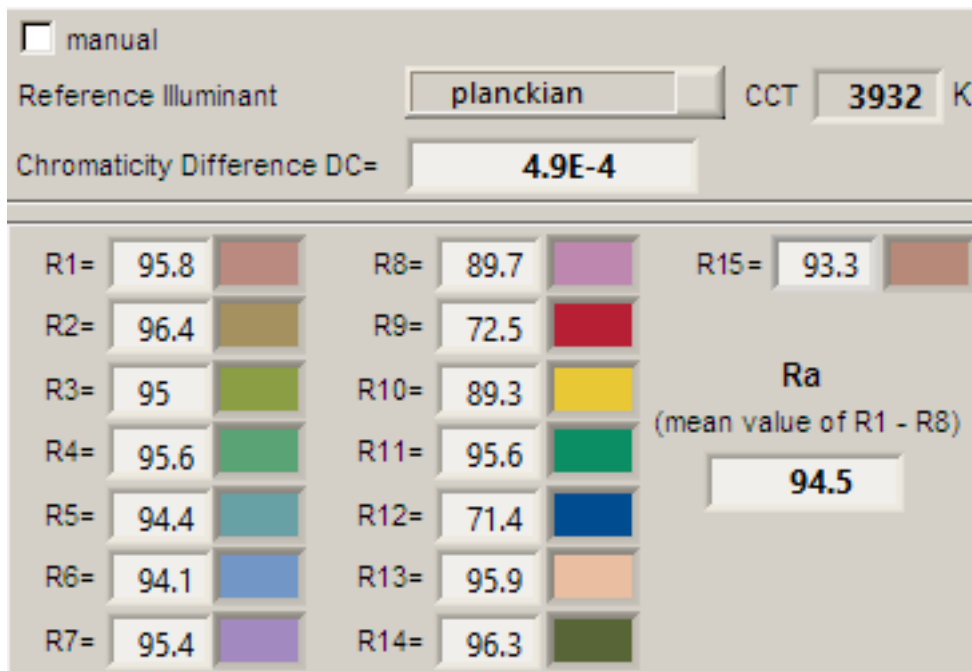 manual
Reference Illuminant planckian CCT 3932 K
Chromaticity Difference DC= 4.9E-4
R1= 95.8 R8= 89.7 R15= 93.3
R2= 96.4 R9= 72.5
R3= 95 R10= 89.3
Ra
(mean value of R1 - R8)
R4= 95.6 R11= 95.6
94.5
R5= 94.4 R12= 71.4
R6= 94.1 R13= 95.9
R7= 95.4 R14= 96.3